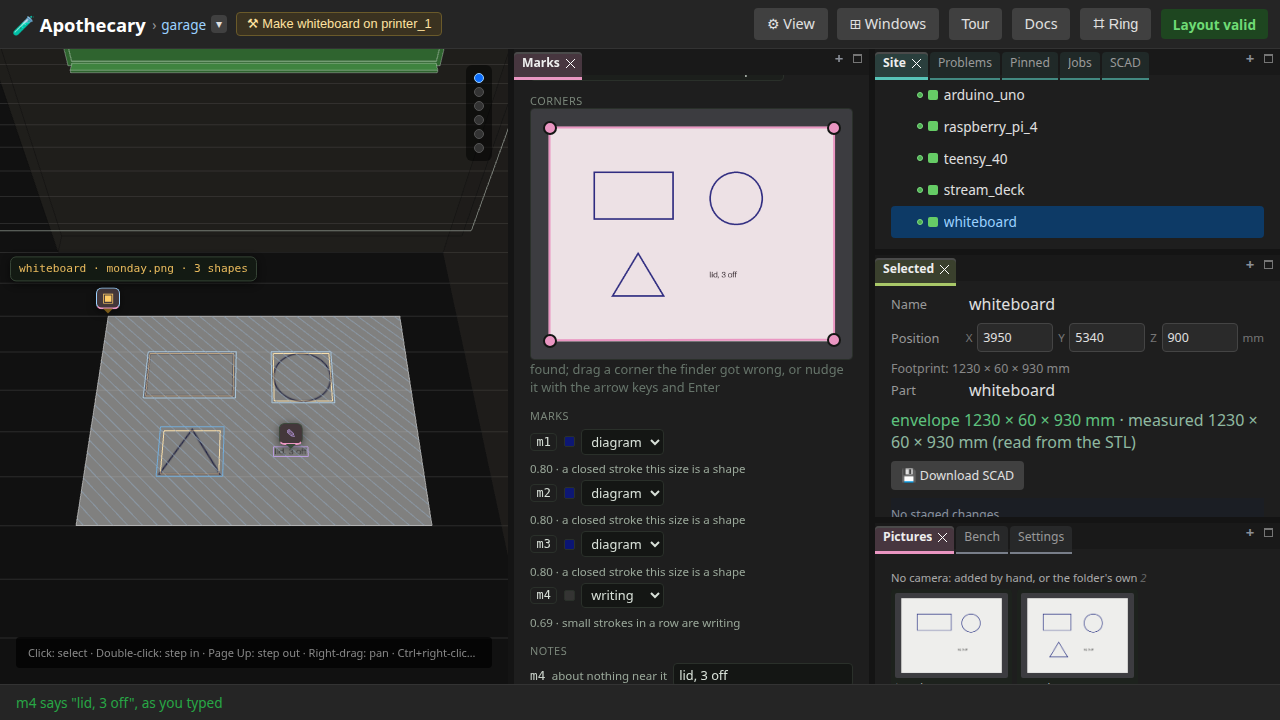 Apothecary › garage ▾ ⚒ Make whiteboard on printer_1 ⚙ View ⊞ Windows Tour Docs ⌗ Ring Layout valid
whiteboard · monday.png · 3 shapes
lid, 3 off
Click: select · Double-click: step in · Page Up: step out · Right-drag: pan · Ctrl+right-clic...
Marks
CORNERS
lid, 3 off
found; drag a corner the finder got wrong, or nudge
it with the arrow keys and Enter
MARKS
m1 diagram
0.80 · a closed stroke this size is a shape
m2 diagram
0.80 · a closed stroke this size is a shape
m3 diagram
0.80 · a closed stroke this size is a shape
m4 writing
0.69 · small strokes in a row are writing
NOTES
m4 about nothing near it lid, 3 off
Site Problems Pinned Jobs SCAD
arduino_uno
raspberry_pi_4
teensy_40
stream_deck
whiteboard
Selected
Name whiteboard
Position X 3950 Y 5340 Z 900 mm
Footprint: 1230 × 60 × 930 mm
Part whiteboard
envelope 1230 × 60 × 930 mm · measured 1230 ×
60 × 930 mm (read from the STL)
Download SCAD
No staged changes
Pictures Bench Settings
No camera: added by hand, or the folder's own 2
m4 says "lid, 3 off", as you typed